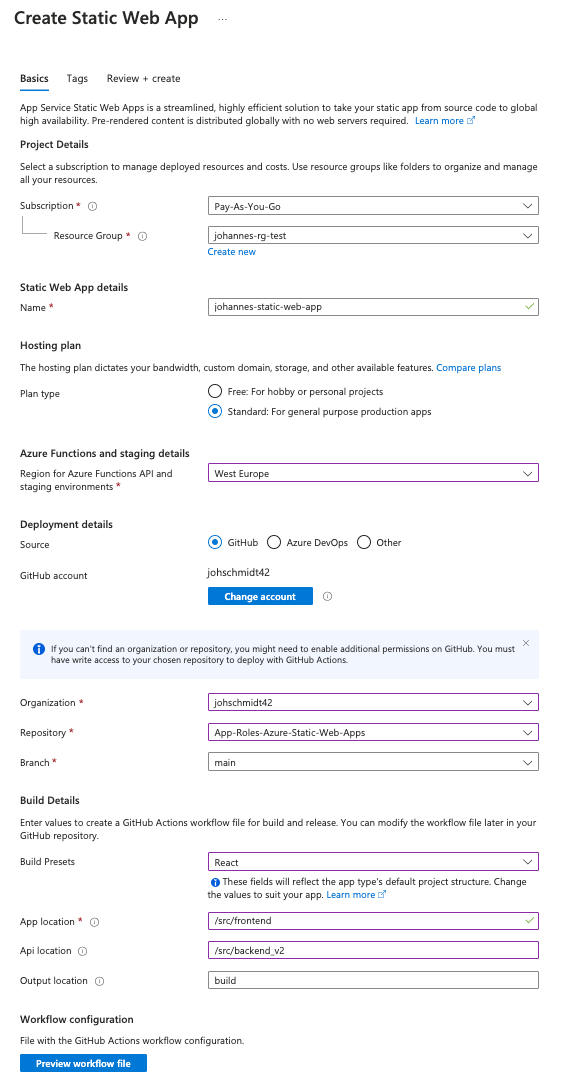 Create Static Web App ...
Basics Tags Review + create
App Service Static Web Apps is a streamlined, highly efficient solution to take your static app from source code to global
high availability. Pre-rendered content is distributed globally with no web servers required. Learn more
Project Details
Select a subscription to manage deployed resources and costs. Use resource groups like folders to organize and manage
all your resources.
Subscription * Pay-As-You-Go
Resource Group * johannes-rg-test
Create new
Static Web App details
Name * johannes-static-web-app
Hosting plan
The hosting plan dictates your bandwidth, custom domain, storage, and other available features. Compare plans
Plan type Free: For hobby or personal projects
Standard: For general purpose production apps
Azure Functions and staging details
Region for Azure Functions API and
staging environments * West Europe
Deployment details
Source GitHub Azure DevOps Other
GitHub account johschmidt42
Change account
If you can't find an organization or repository, you might need to enable additional permissions on GitHub. You must
have write access to your chosen repository to deploy with GitHub Actions.
Organization * johschmidt42
Repository * App-Roles-Azure-Static-Web-Apps
Branch * main
Build Details
Enter values to create a GitHub Actions workflow file for build and release. You can modify the workflow file later in your
GitHub repository.
Build Presets React
These fields will reflect the app type's default project structure. Change
the values to suit your app. Learn more
App location * /src/frontend
Api location /src/backend_v2
Output location build
Workflow configuration
File with the GitHub Actions workflow configuration.
Preview workflow file